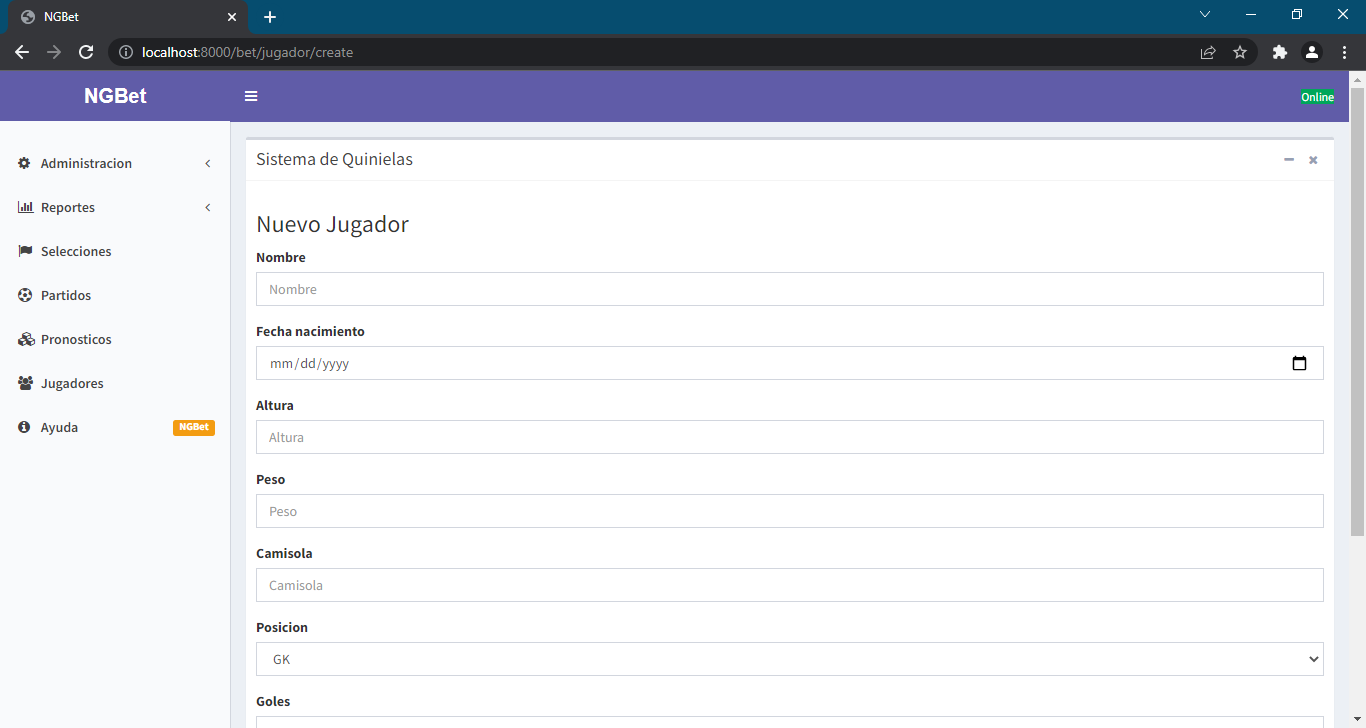 NGBet
localhost:8000/bet/jugador/create
NGBet
Online
Administracion
Reportes
Selecciones
Partidos
Pronosticos
Jugadores
Ayuda NGBet
Sistema de Quinielas
Nuevo Jugador
Nombre
Nombre
Fecha nacimiento
mm/dd/yyyy
Altura
Altura
Peso
Peso
Camisola
Camisola
Posicion
GK
Goles